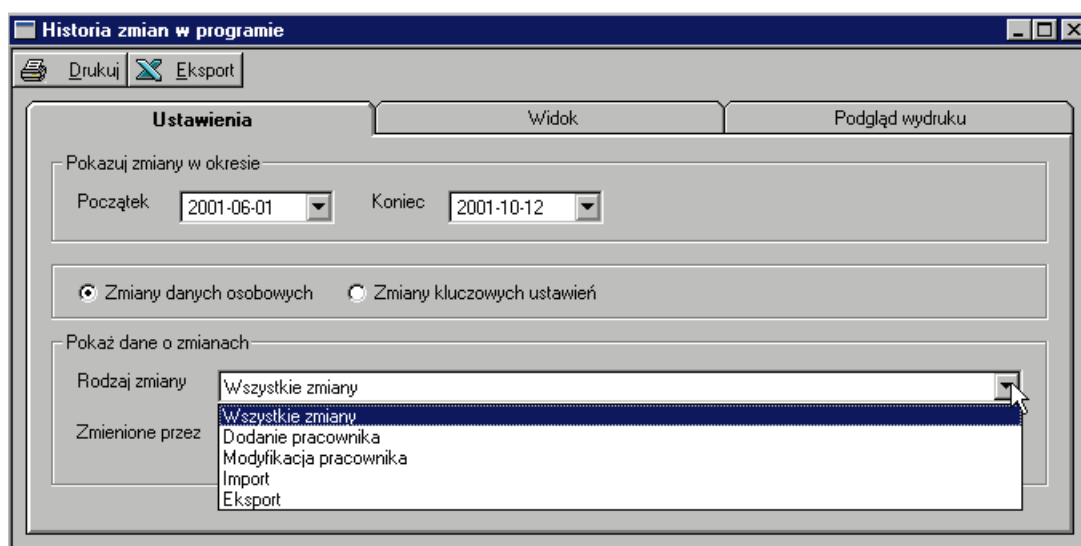 Historia zmian w programie
Drukuj Eksport
Ustawienia Widok Podgląd wydruku
Pokazuj zmiany w okresie
Początek 2001-06-01 Koniec 2001-10-12
Zmiany danych osobowych Zmiany kluczowych ustawień
Pokaż dane o zmianach
Rodzaj zmiany Wszystkie zmiany
Wszystkie zmiany
Zmienione przez
Dodanie pracownika
Modyfikacja pracownika
Import
Eksport